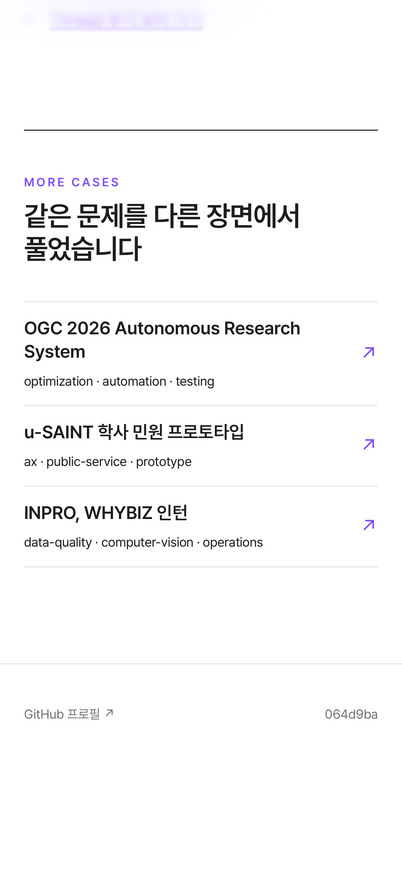 MORE CASES
같은 문제를 다른 장면에서
풀었습니다
OGC 2026 Autonomous Research
System
optimization · automation · testing
u-SAINT 학사 민원 프로토타입
ax · public-service · prototype
INPRO, WHYBIZ 인턴
data-quality · computer-vision · operations
GitHub 프로필 ↗
064d9ba